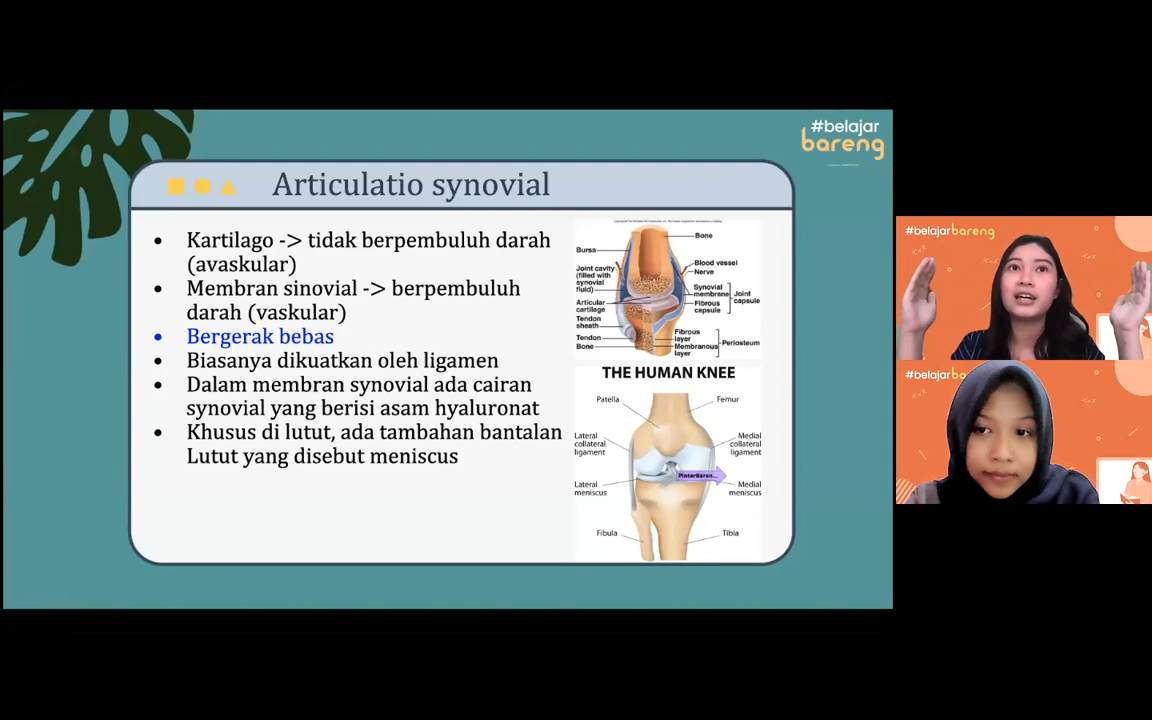 #belajar
bareng
Articulatio synovial
• Kartilago -> tidak berpembuluh darah
(avaskular)
• Membran sinovial -> berpembuluh
darah (vaskular)
• Bergerak bebas
• Biasanya dikuatkan oleh ligamen
• Dalam membran synovial ada cairan
synovial yang berisi asam hyaluronat
• Khusus di lutut, ada tambahan bantalan
Lutut yang disebut meniscus
Bone
Bursa
Blood vessel
Nerve
Joint cavity
(filled with
synovial
fluid)
Synovial
membrane
Fibrous
capsule
Joint
capsule
Articular
cartilage
Tendon
sheath
Tendon
Bone
Fibrous
layer
Membranous
layer
Periosteum
THE HUMAN KNEE
Patella
Femur
Lateral
collateral
ligament
Medial
collateral
ligament
PinterBaren...
Lateral
meniscus
Medial
meniscus
Fibula
Tibia
#belajarbareng
#belajarba